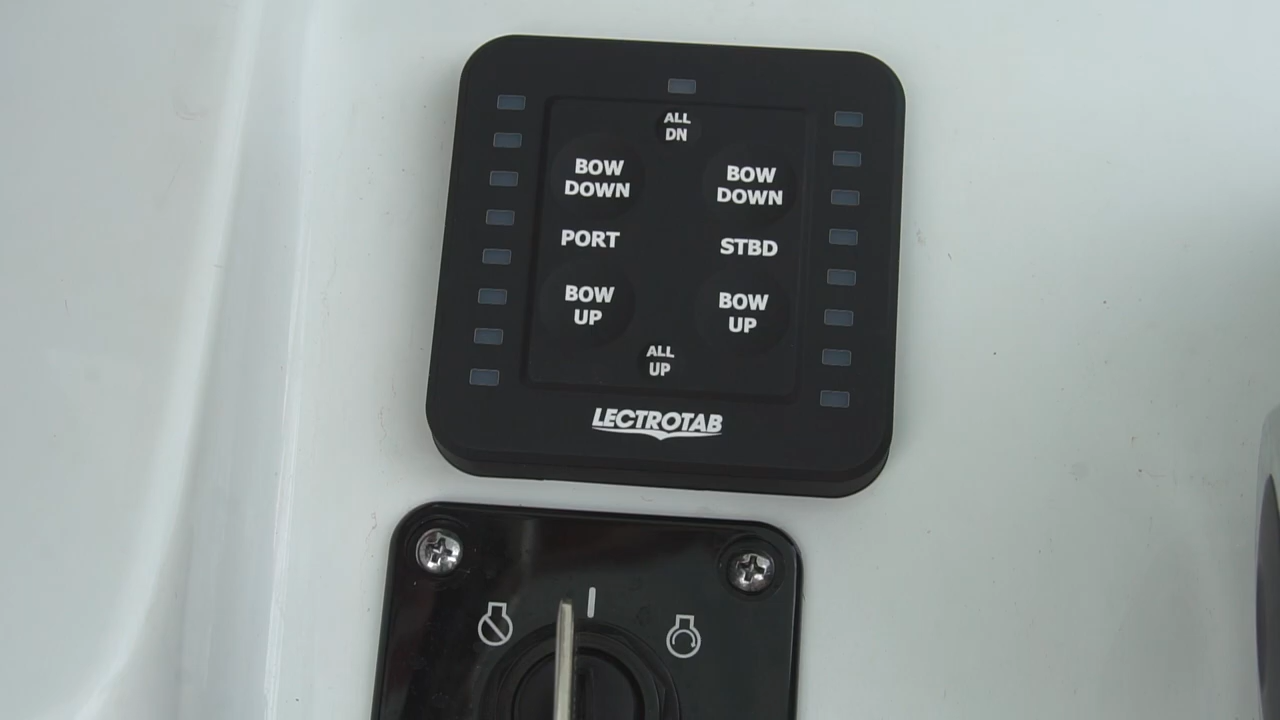 ALL
DN
BOW
DOWN
BOW
DOWN
PORT
STBD
BOW
UP
BOW
UP
ALL
UP
LECTROTAB